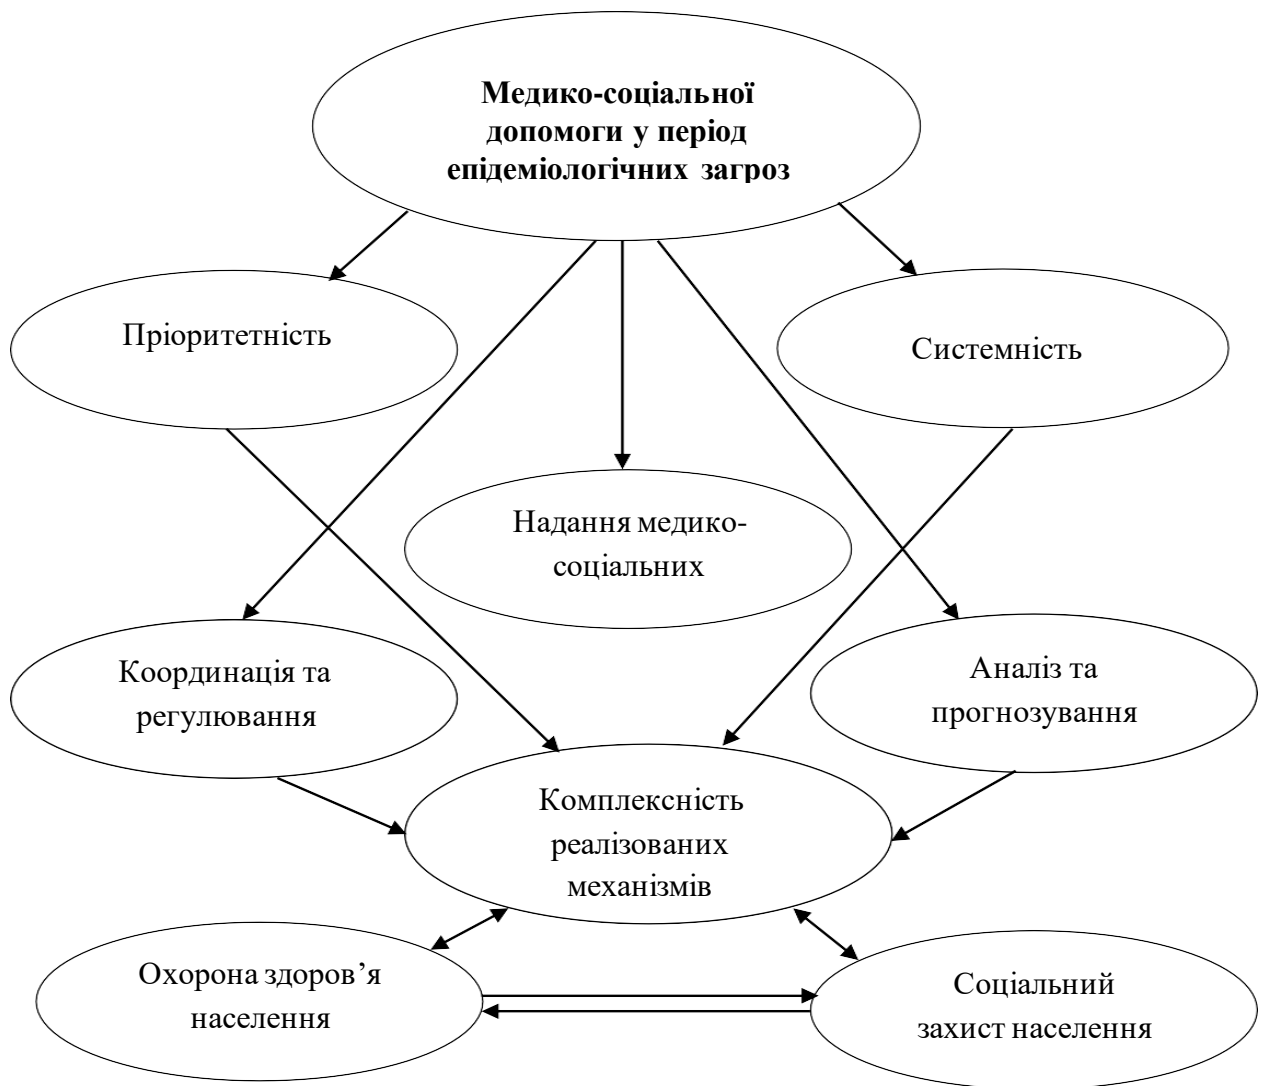 Медико-соціальної
допомоги у період
епідеміологічних загроз
Пріоритетність
Системність
Надання медико-
соціальних
Координація та
регулювання
Аналіз та
прогнозування
Комплексність
реалізованих
механізмів
Охорона здоров’я
населення
Соціальний
захист населення